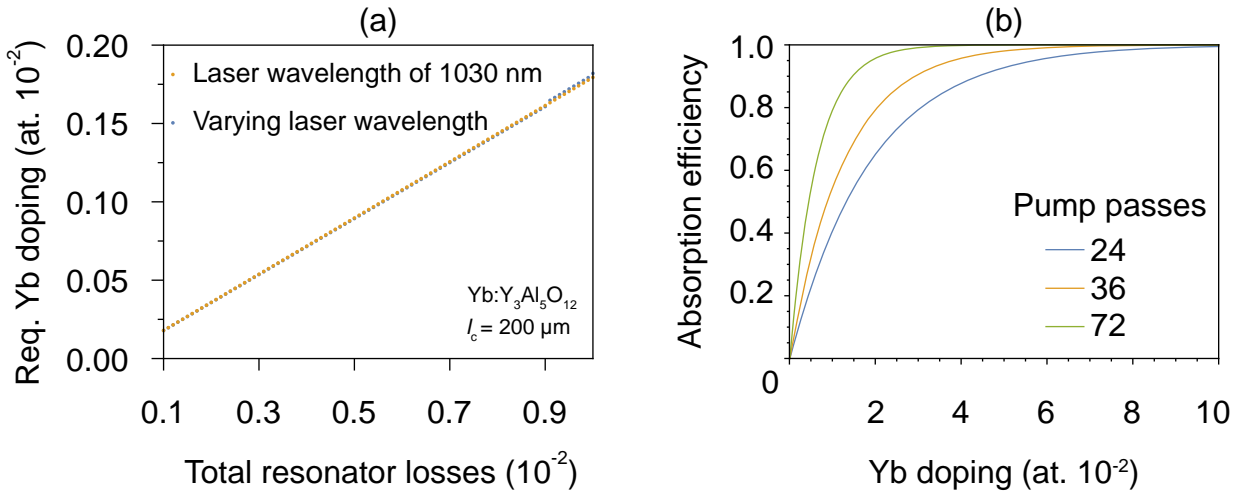 (a)
Req. Yb doping (at. 10⁻²)
0.20
0.15
0.10
0.05
0.00
Laser wavelength of 1030 nm
Varying laser wavelength
Yb:Y₃Al₅O₁₂
l_c = 200 µm
0.1 0.3 0.5 0.7 0.9
Total resonator losses (10⁻²)
(b)
Absorption efficiency
1.0
0.8
0.6
0.4
0.2
0
Pump passes
24
36
72
2 4 6 8 10
Yb doping (at. 10⁻²)